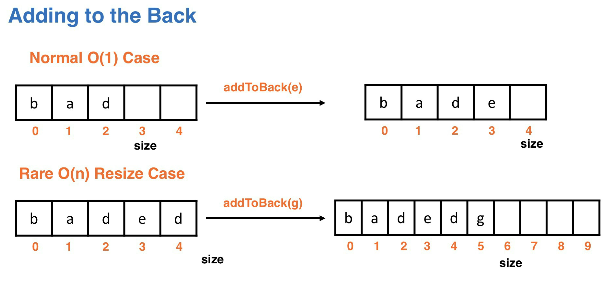 Adding to the Back
Normal O(1) Case
b a d
0 1 2 3 4
size
addToBack(e)
b a d e
0 1 2 3 4
size
Rare O(n) Resize Case
b a d e d
0 1 2 3 4
size
addToBack(g)
b a d e d g
0 1 2 3 4 5 6 7 8 9
size